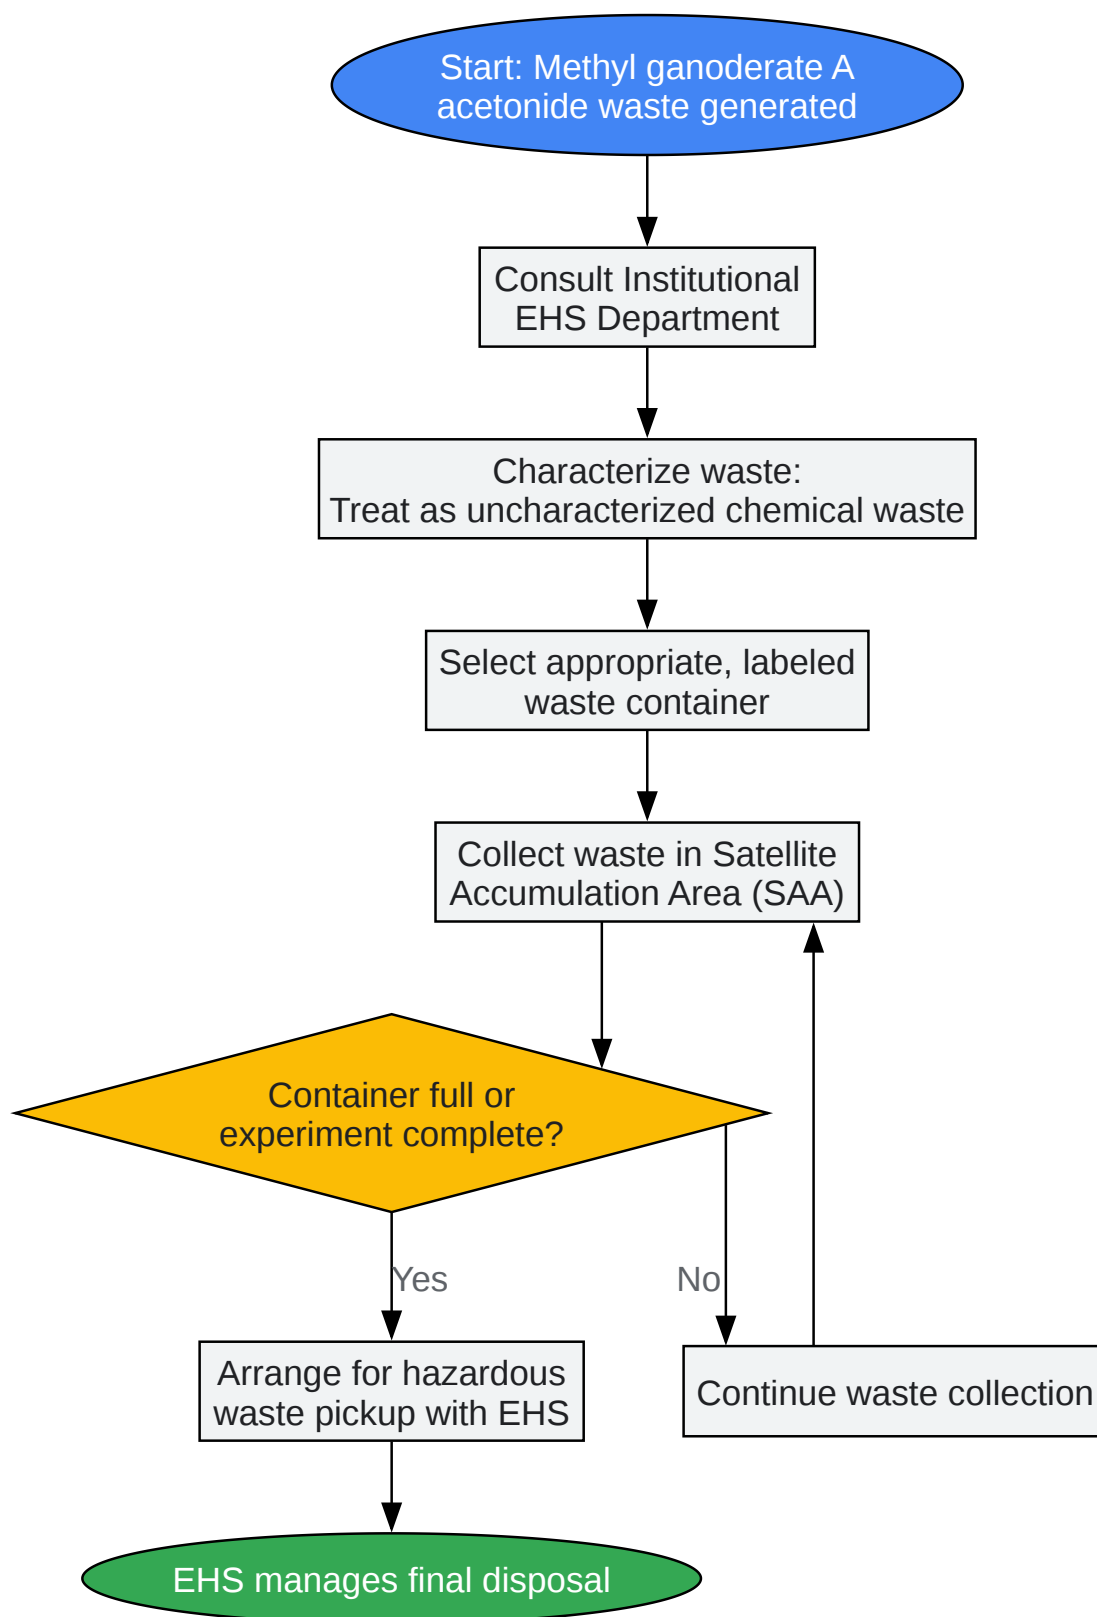 Start: Methyl ganoderate A
acetonide waste generated
Consult Institutional
EHS Department
Characterize waste:
Treat as uncharacterized chemical waste
Select appropriate, labeled
waste container
Collect waste in Satellite
Accumulation Area (SAA)
Container full or
experiment complete?
Yes
No
Arrange for hazardous
waste pickup with EHS
Continue waste collection
EHS manages final disposal